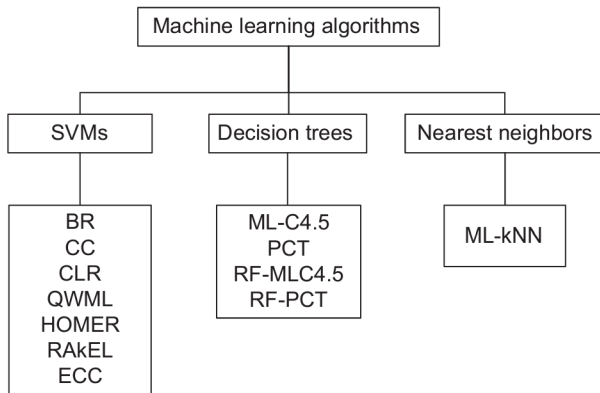 Machine learning algorithms
SVMs
Decision trees
Nearest neighbors
BR
CC
CLR
QWML
HOMER
RAkEL
ECC
ML-C4.5
PCT
RF-MLC4.5
RF-PCT
ML-kNN